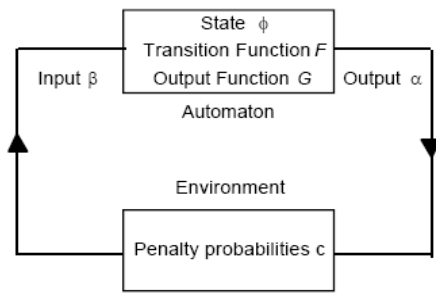 State ϕ
Transition Function F
Input β
Output Function G
Output α
Automaton
Environment
Penalty probabilities c